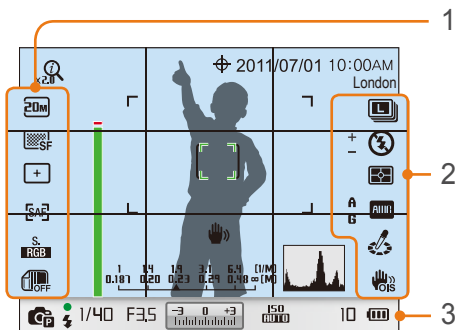 1
x2.0
2011/07/01 10:00AM
London
20M
L
SF
+
−
2
SAF
A
G
S.
RGB
OFF
OIS
1 1.4 1.9 3.1 6.4 (1/M)
0.187 0.20 0.23 0.29 0.48 ∞ (M)
P 1/40 F3.5 -3 0 +3 ISO AUTO 10
3